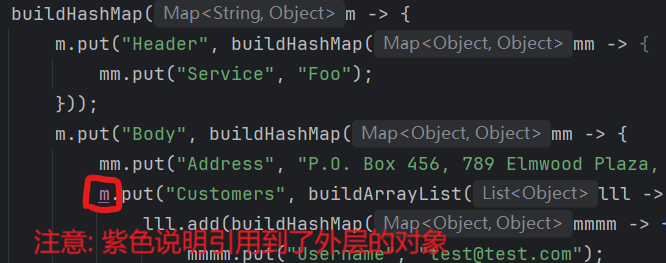 buildHashMap( Map<String, Object> m -> {
m.put("Header", buildHashMap( Map<Object, Object> mm -> {
mm.put("Service", "Foo");
}));
m.put("Body", buildHashMap( Map<Object, Object> mm -> {
mm.put("Address", "P.O. Box 456, 789 Elmwood Plaza,
m.put("Customers", buildArrayList( List<Object> lll ->
lll.add(buildHashMap( Map<Object, Object> mmmm -> {
mmmm.put("Username", "test@test.com");
注意: 紫色说明引用到了外层的对象